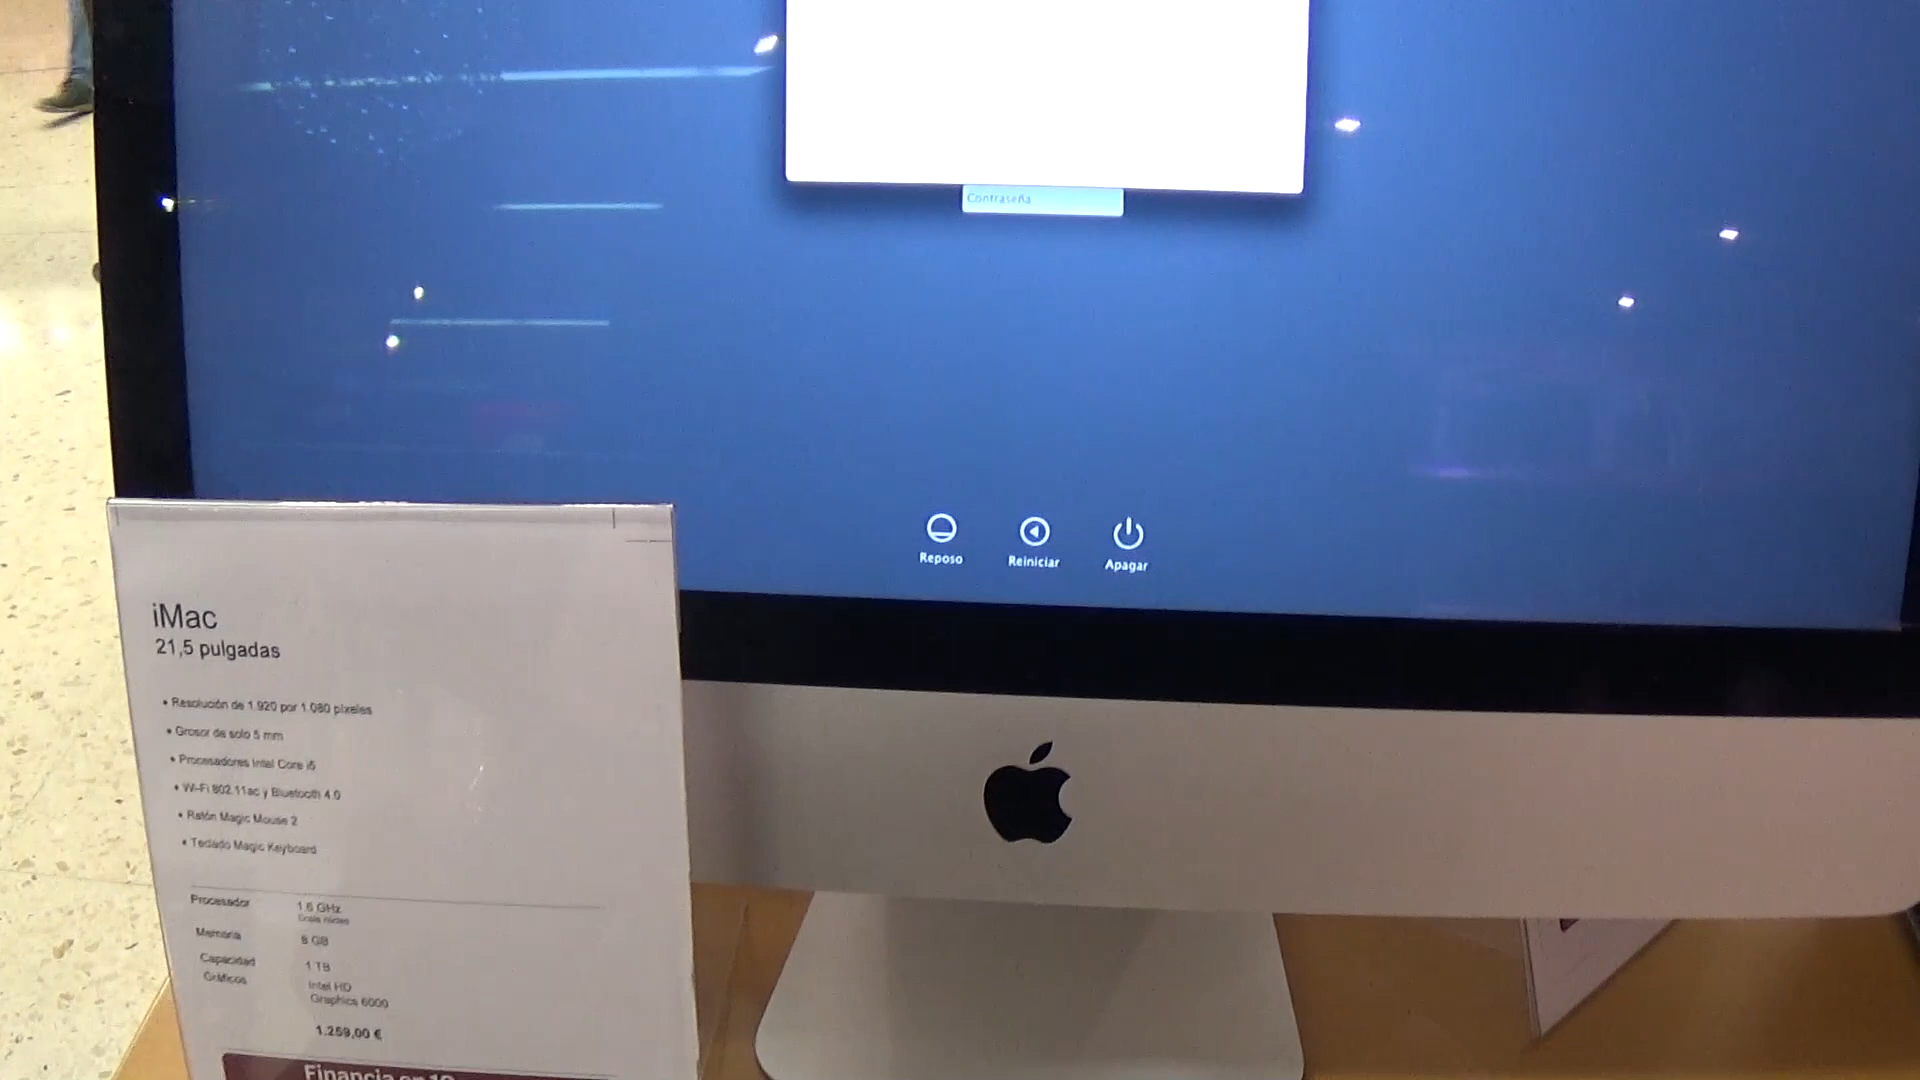 Contraseña
Reposo
Reiniciar
Apagar
iMac
21,5 pulgadas
• Resolución de 1.920 por 1.080 píxeles
• Grosor de solo 5 mm
• Procesadores Intel Core i5
• Wi-Fi 802.11ac y Bluetooth 4.0
• Ratón Magic Mouse 2
• Teclado Magic Keyboard
Procesador 1.6 GHz
Memoria 8 GB
Capacidad 1 TB
Gráficos Intel HD
Graphics 6000
1.259,00 €
Financia en 10